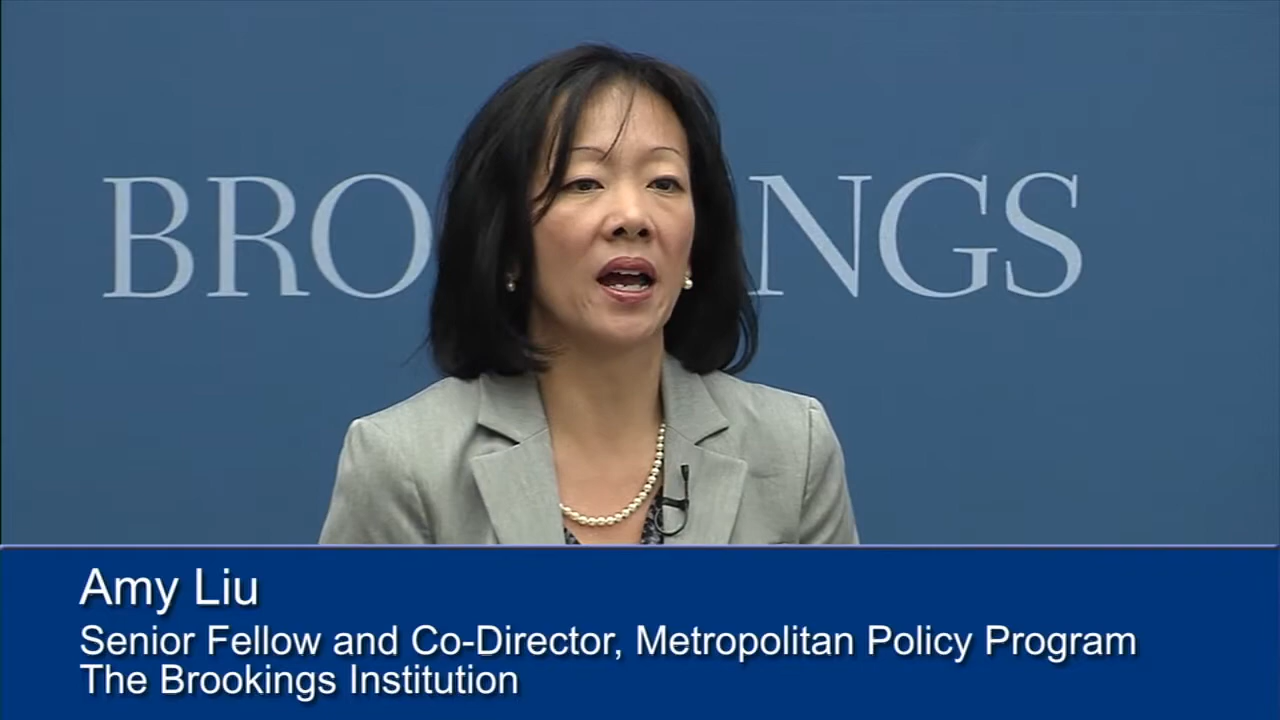 BRO NGS
Amy Liu
Senior Fellow and Co-Director, Metropolitan Policy Program
The Brookings Institution